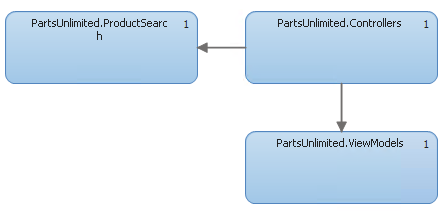 PartsUnlimited.ProductSearc
h
1
PartsUnlimited.Controllers 1
PartsUnlimited.ViewModels 1